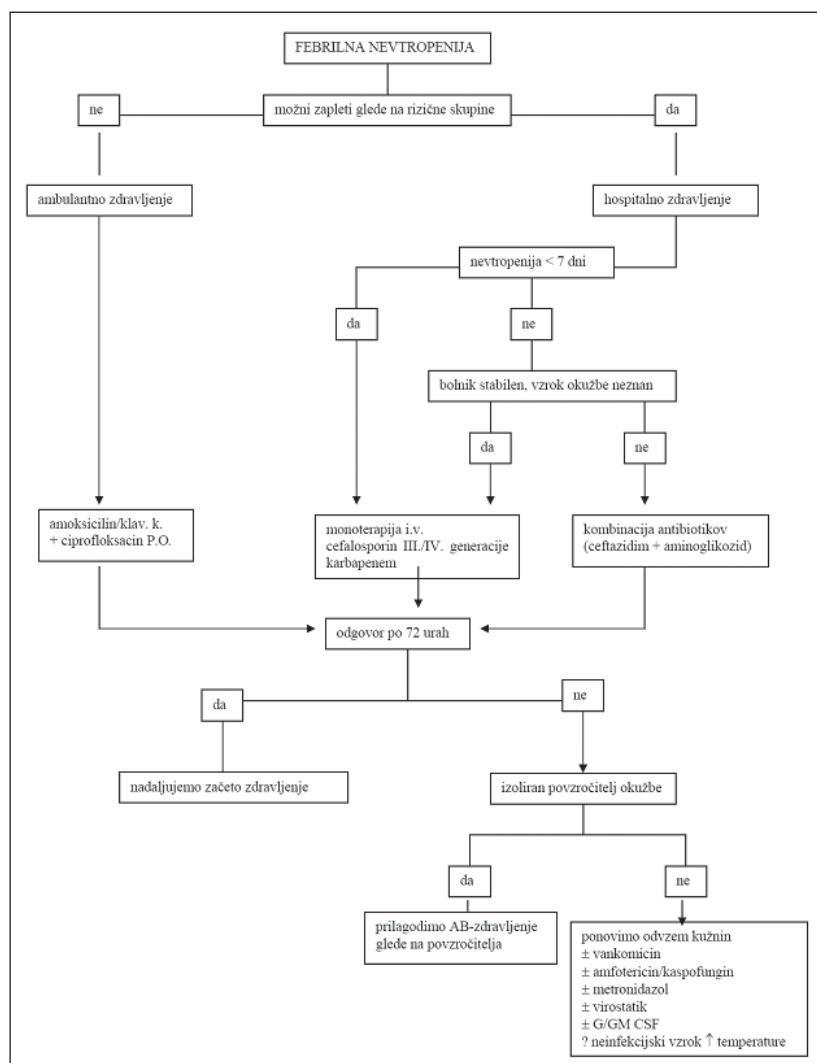 FEBRILNA NEVTROPENIJA
možni zapleti glede na rizične skupine
ne
da
ambulantno zdravljenje
hospitalno zdravljenje
nevtropenija < 7 dni
da
ne
bolnik stabilen, vzrok okužbe neznan
da
ne
amoksicilin/klav. k.
+ ciprofloksacin P.O.
monoterapija i.v.
cefalosporin III./IV. generacije
karbapenem
kombinacija antibiotikov
(ceftazidim + aminoglikozid)
odgovor po 72 urah
da
ne
nadaljujemo začeto zdravljenje
izoliran povzročitelj okužbe
da
ne
prilagodimo AB-zdravljenje
glede na povzročitelja
ponovimo odvzem kužnin
± vankomicin
± amfotericin/kaspofungin
± metronidazol
± virostatik
± G/GM CSF
? neinfekcijski vzrok ↑ temperature